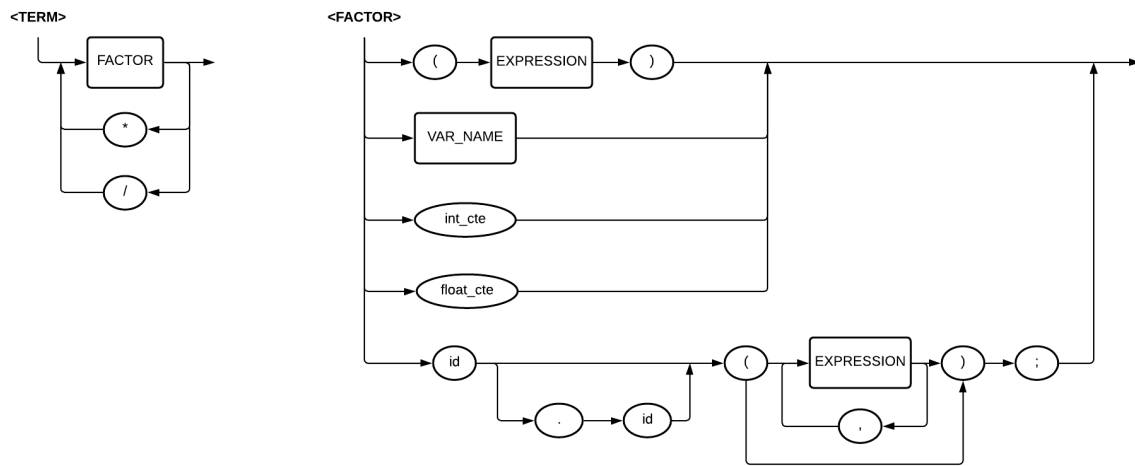 <TERM>
FACTOR
*
/
<FACTOR>
( EXPRESSION )
VAR_NAME
int_cte
float_cte
id ( EXPRESSION ) ;
. id ,